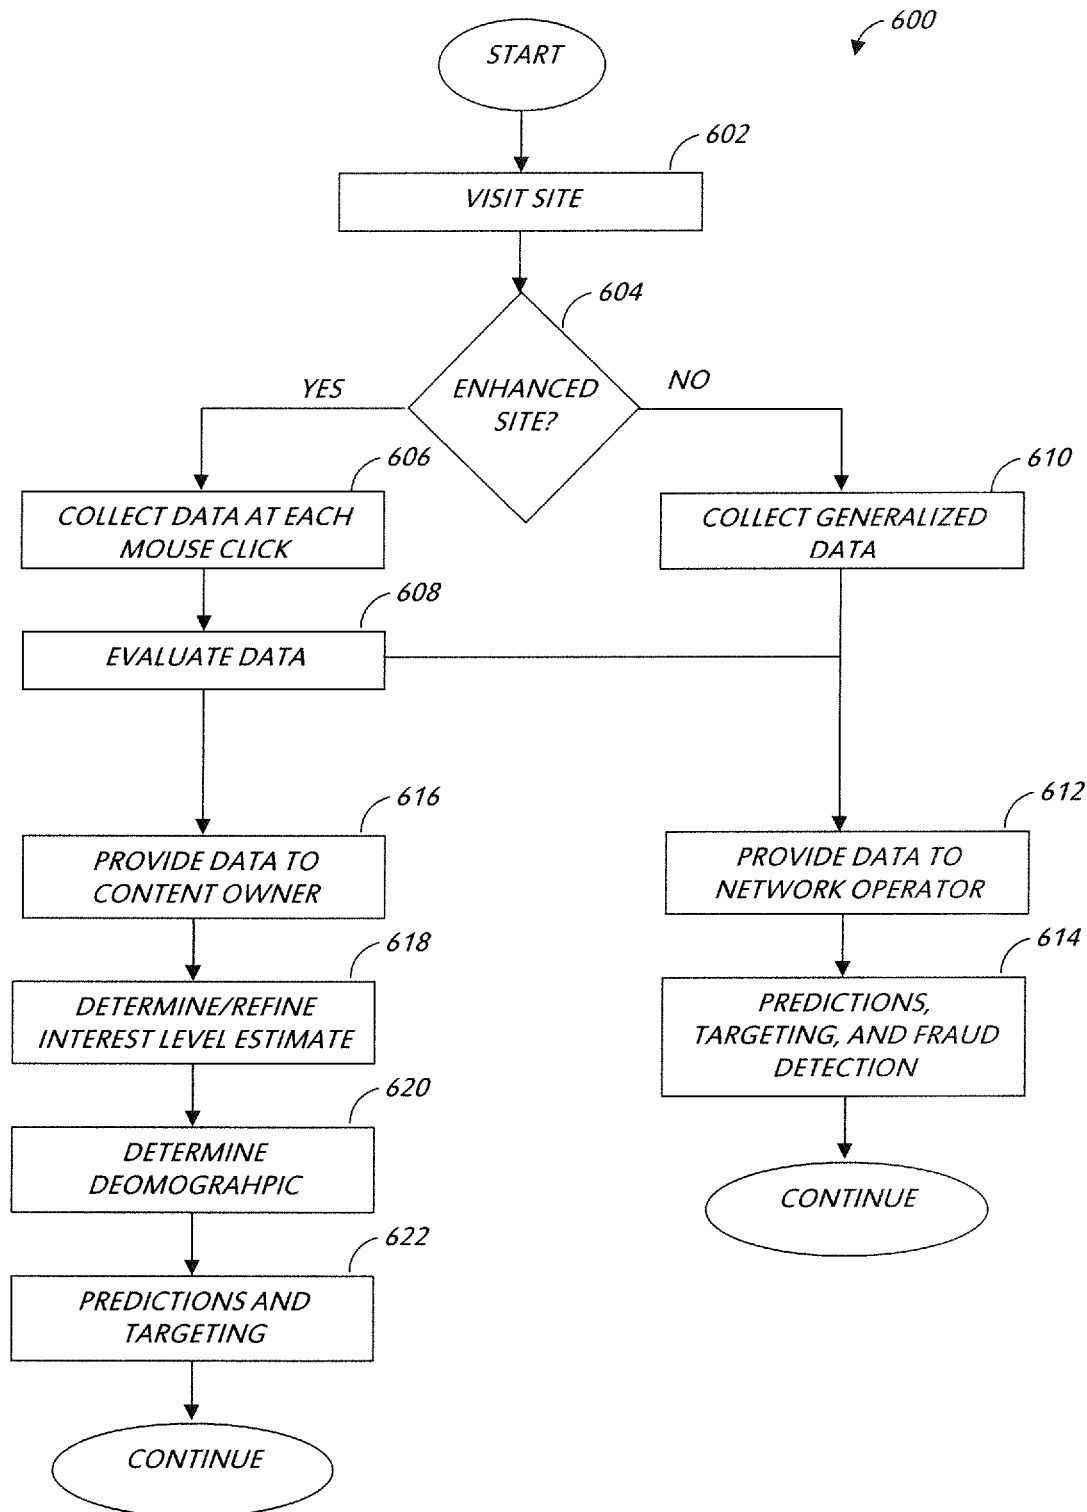 600
START
602
VISIT SITE
604
ENHANCED
SITE?
YES
NO
606
COLLECT DATA AT EACH
MOUSE CLICK
610
COLLECT GENERALIZED
DATA
608
EVALUATE DATA
616
PROVIDE DATA TO
CONTENT OWNER
612
PROVIDE DATA TO
NETWORK OPERATOR
618
DETERMINE/REFINE
INTEREST LEVEL ESTIMATE
614
PREDICTIONS,
TARGETING, AND FRAUD
DETECTION
620
DETERMINE
DEOMOGRAHPIC
CONTINUE
622
PREDICTIONS AND
TARGETING
CONTINUE